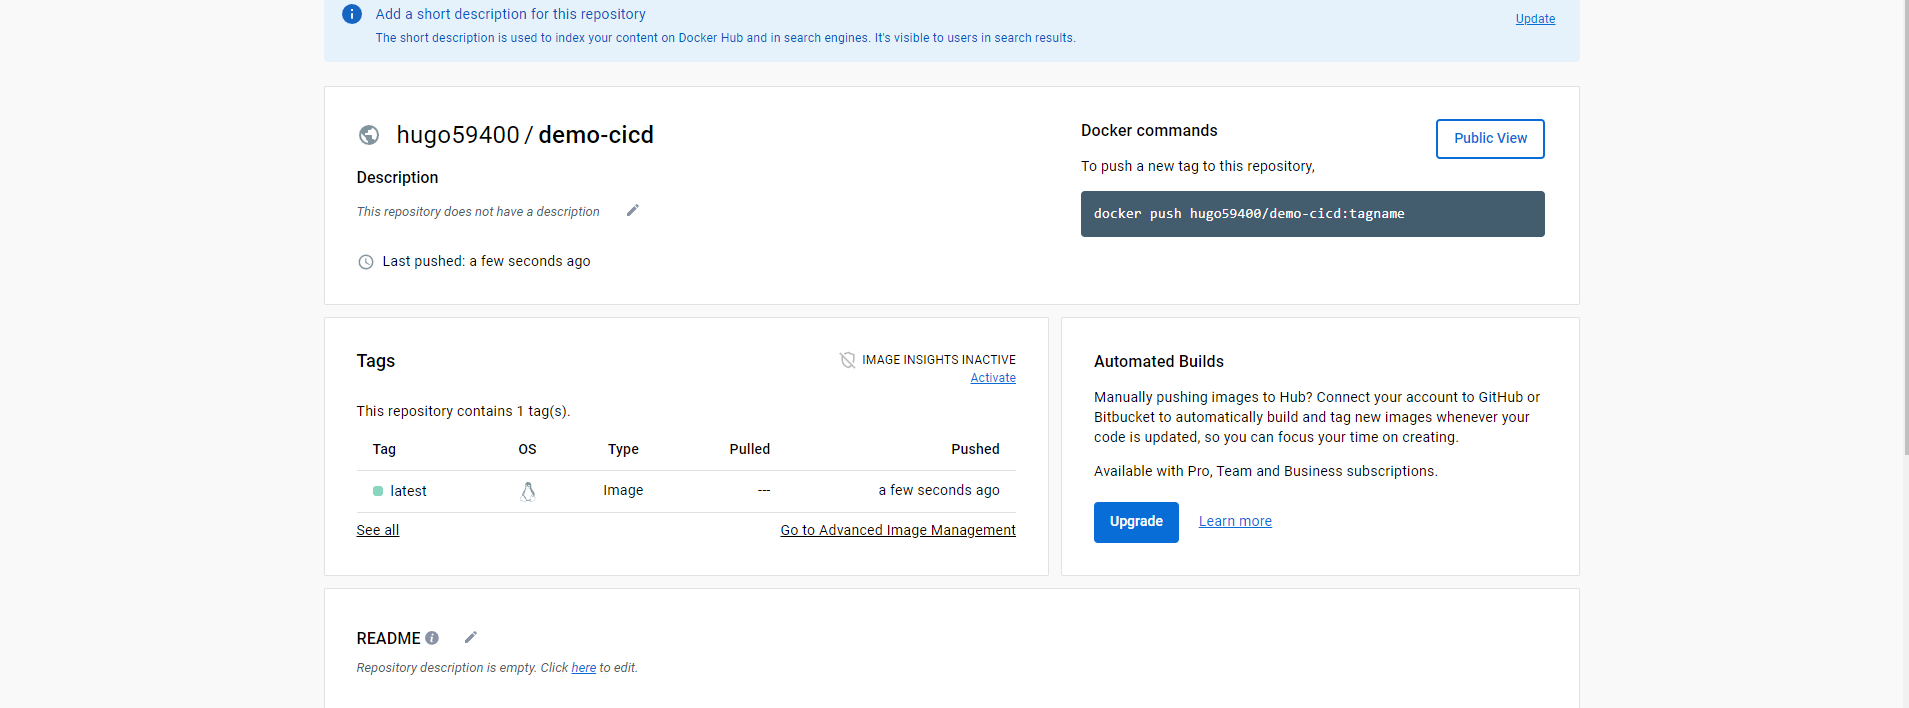 Add a short description for this repository
Update
The short description is used to index your content on Docker Hub and in search engines. It's visible to users in search results.
hugo59400 / demo-cicd
Description
This repository does not have a description
Last pushed: a few seconds ago
Docker commands
Public View
To push a new tag to this repository,
docker push hugo59400/demo-cicd:tagname
Tags
IMAGE INSIGHTS INACTIVE
Activate
This repository contains 1 tag(s).
Tag OS Type Pulled Pushed
latest Image --- a few seconds ago
See all Go to Advanced Image Management
Automated Builds
Manually pushing images to Hub? Connect your account to GitHub or
Bitbucket to automatically build and tag new images whenever your
code is updated, so you can focus your time on creating.
Available with Pro, Team and Business subscriptions.
Upgrade Learn more
README
Repository description is empty. Click here to edit.